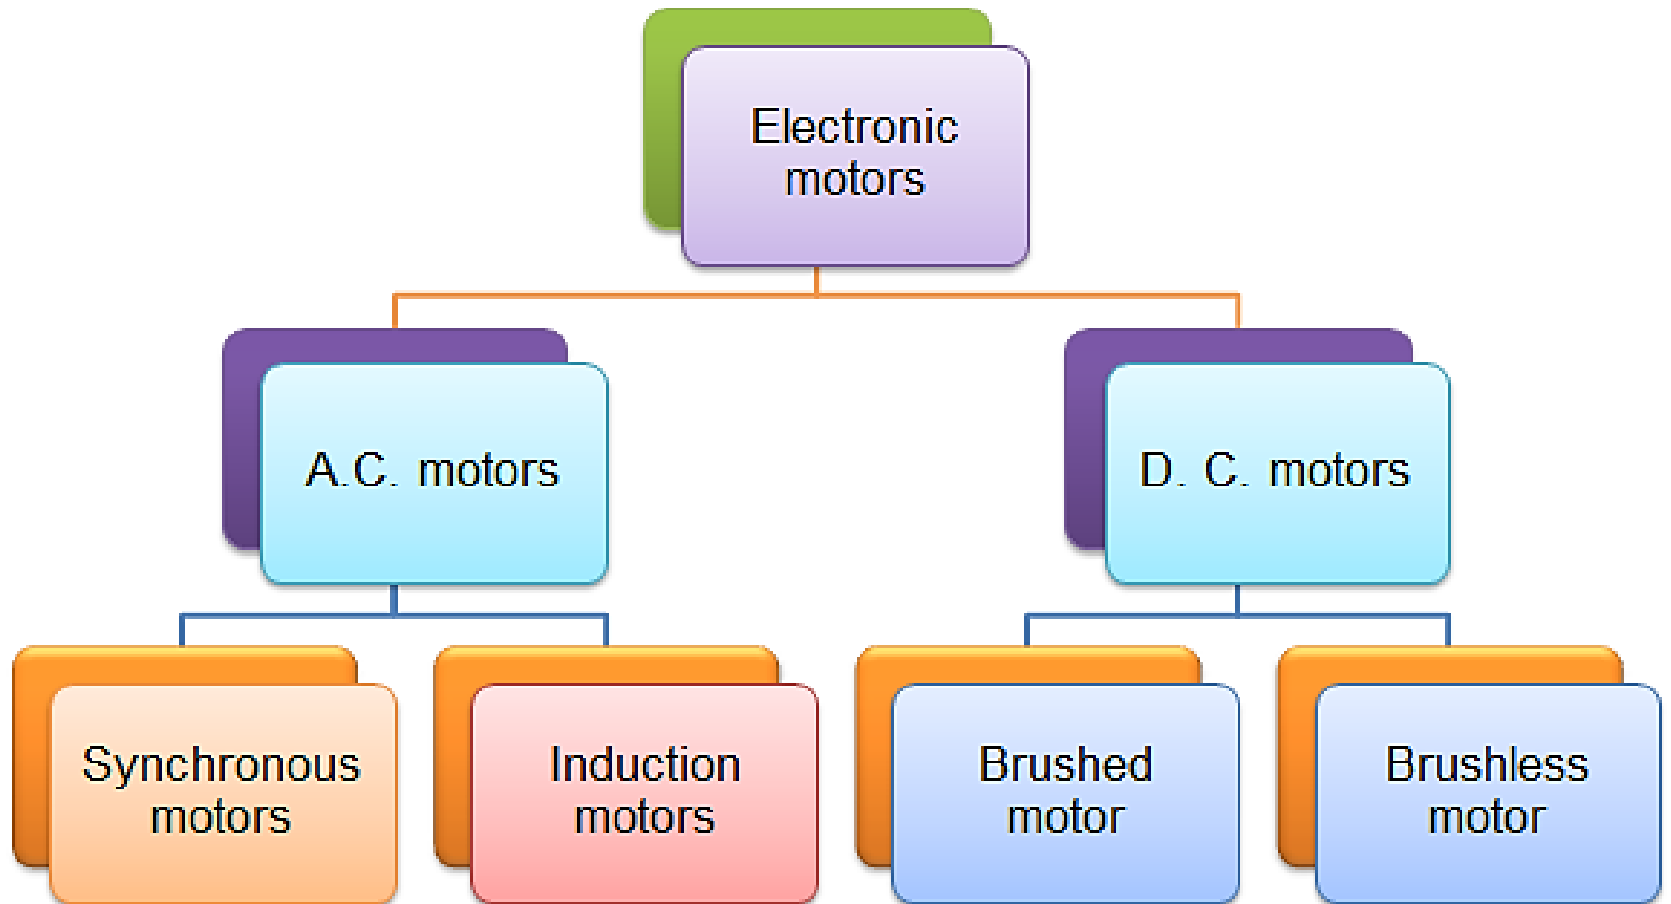 Electronic
motors
A.C. motors
D. C. motors
Synchronous
motors
Induction
motors
Brushed
motor
Brushless
motor